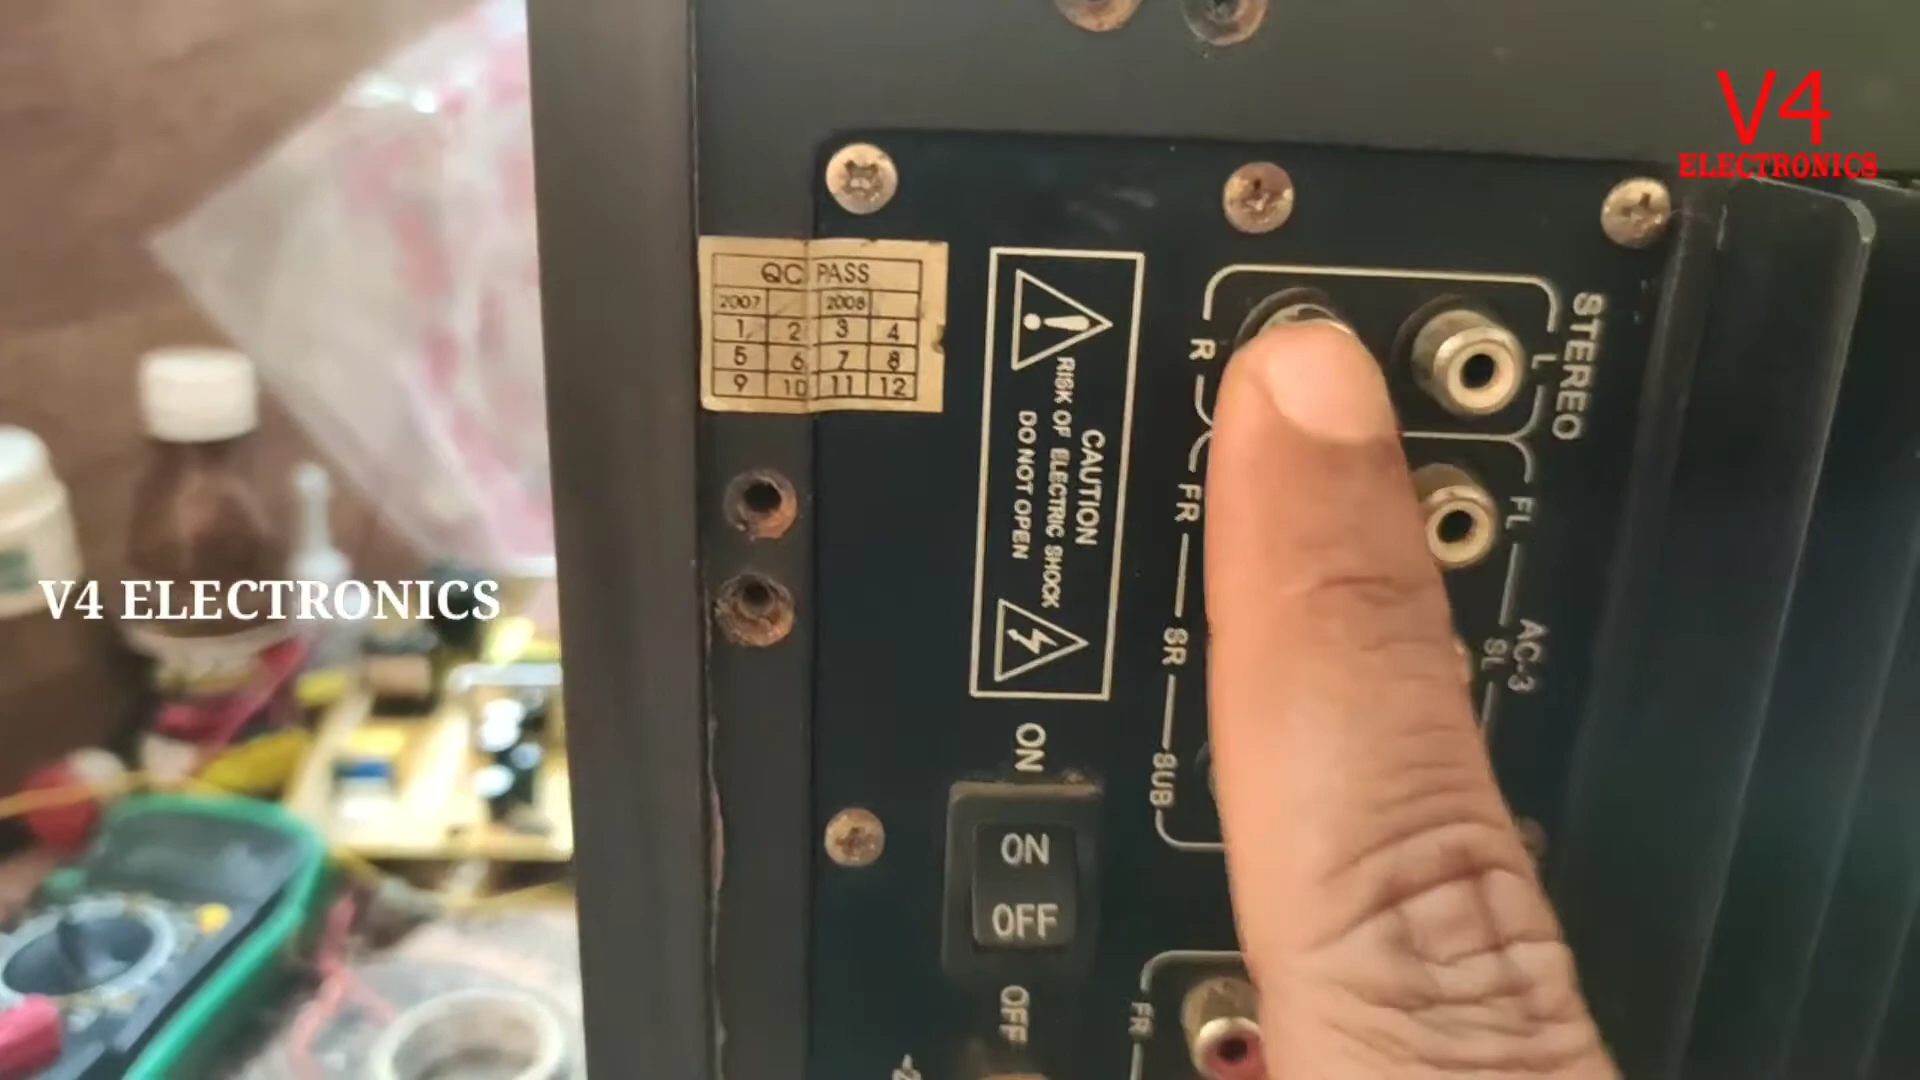 V4
ELECTRONICS
QC PASS
2007 2008
1 2 3 4
5 6 7 8
9 10 11 12
CAUTION
RISK OF ELECTRIC SHOCK
DO NOT OPEN
R
L
STEREO
FR
FL
SR
SL
AC-3
SUB
V4 ELECTRONICS
ON
ON
OFF
OFF
FR